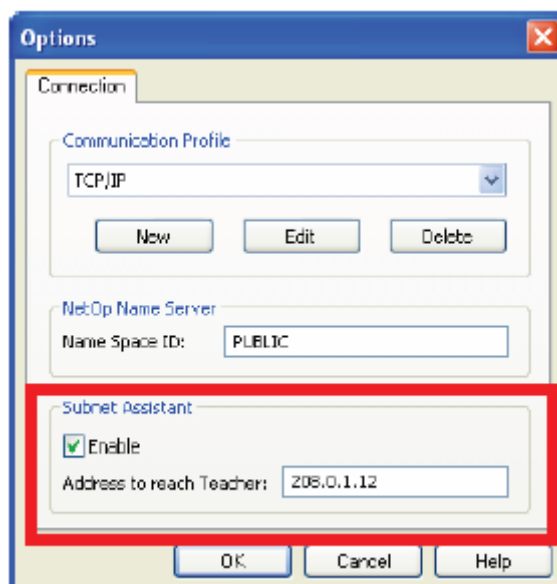 Options
Connection
Communication Profile
TCP/IP
New Edit Delete
NetOp Name Server
Name Space ID: PUBLIC
Subnet Assistant
Enable
Address to reach Teacher: 208.0.1.12
OK Cancel Help